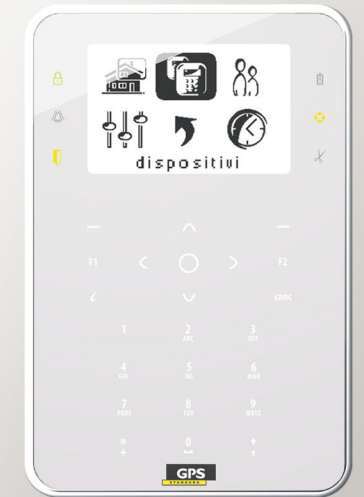 dispositivi
F1
F2
i
canc
1
2
ABC
3
DEF
4
GHI
5
JKL
6
MNO
7
PQRS
8
TUV
9
WXYZ
*
+
0
GPS
STANDARD